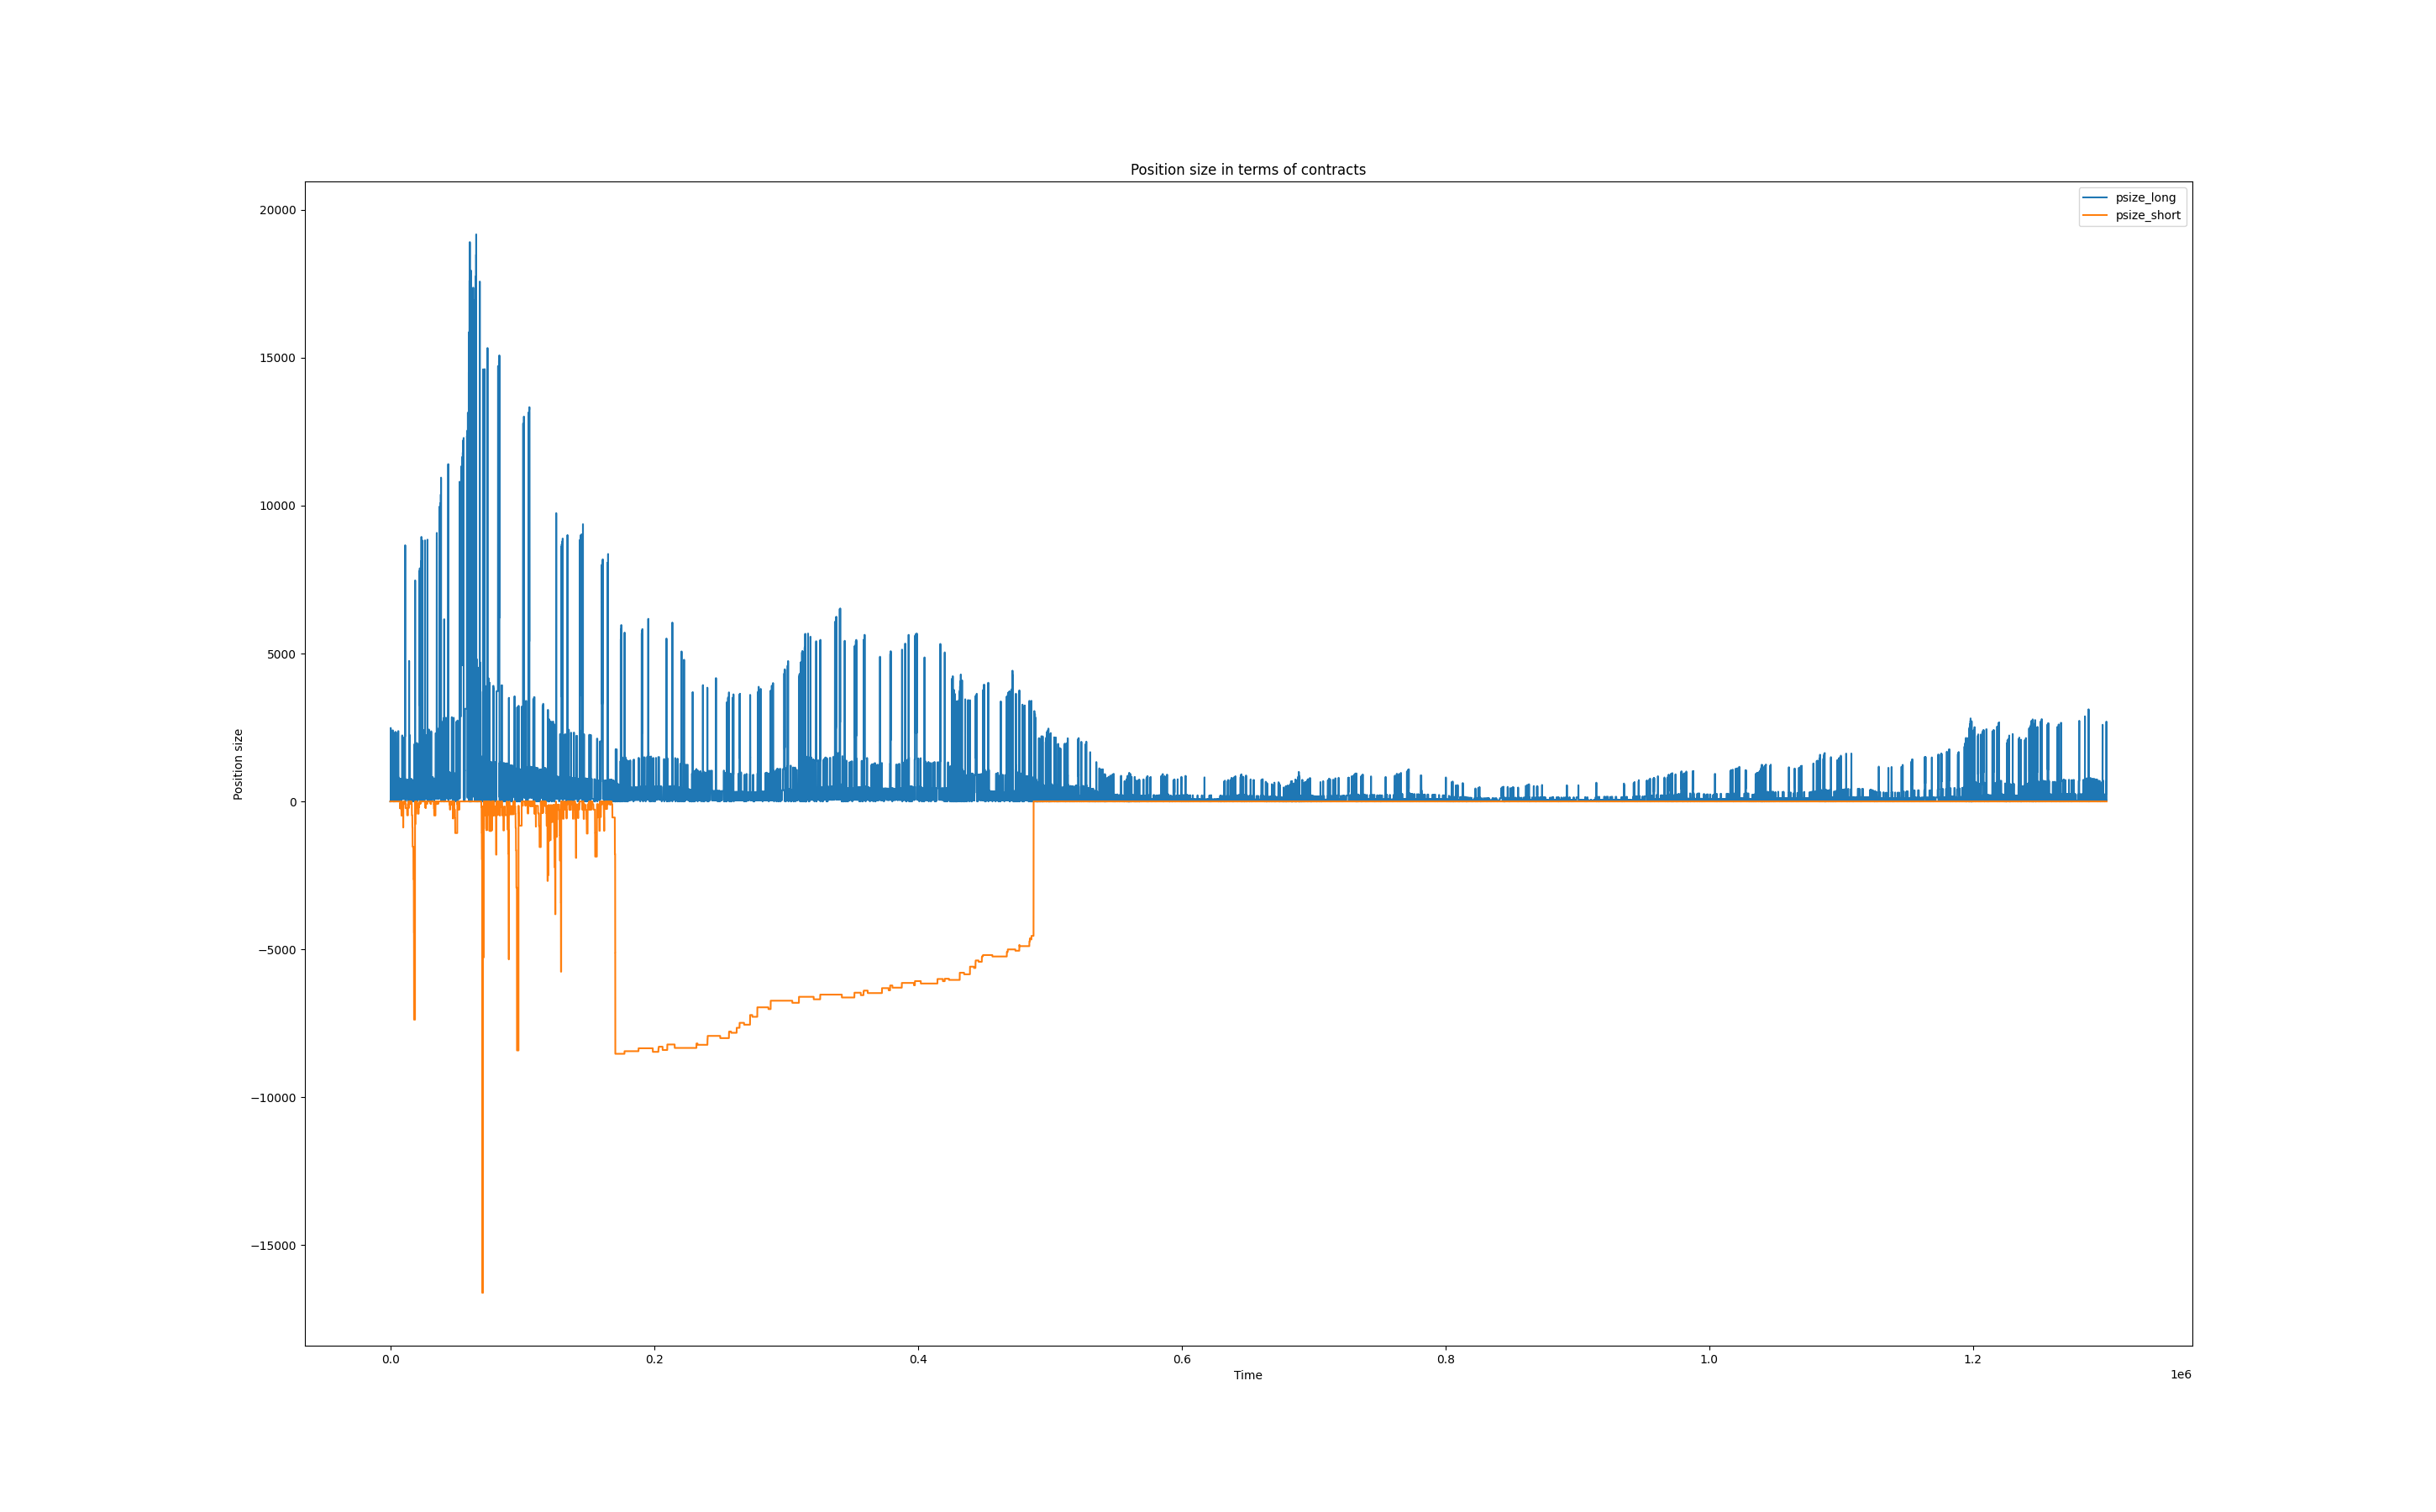 Position size in terms of contracts
psize_long
psize_short
20000
15000
10000
5000
0
−5000
−10000
−15000
Position size
0.0
0.2
0.4
0.6
0.8
1.0
1.2
1e6
Time